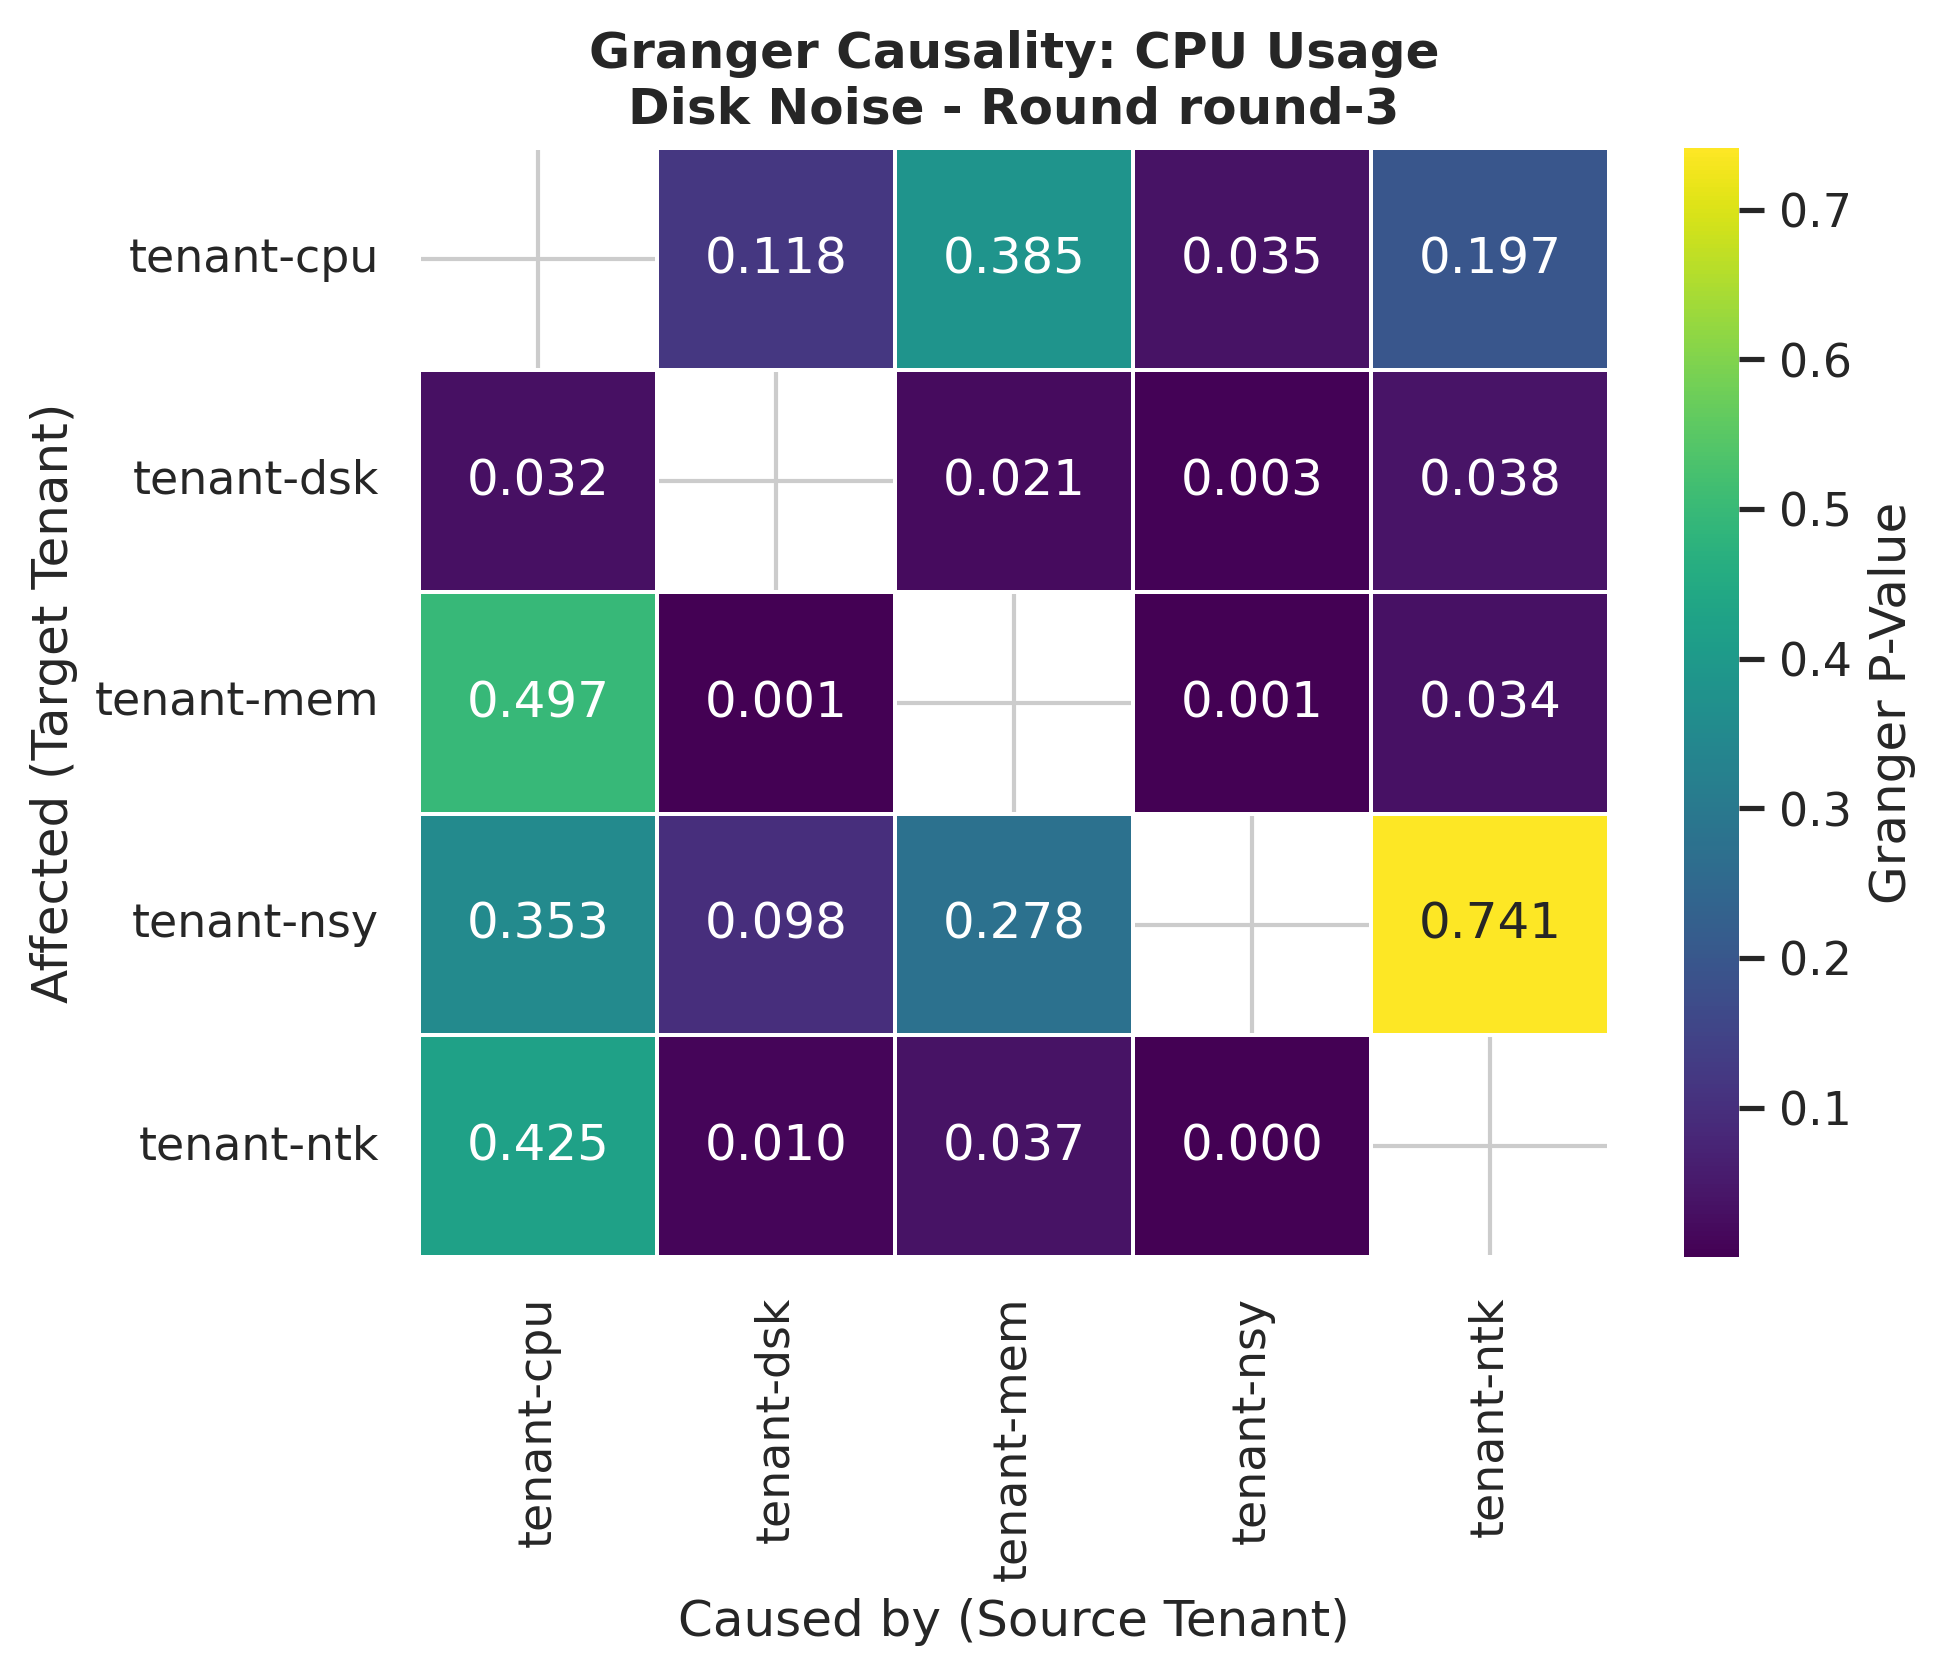 Granger Causality: CPU Usage
Disk Noise - Round round-3
Affected (Target Tenant)
tenant-cpu 0.118 0.385 0.035 0.197
tenant-dsk 0.032 0.021 0.003 0.038
tenant-mem 0.497 0.001 0.001 0.034
tenant-nsy 0.353 0.098 0.278 0.741
tenant-ntk 0.425 0.010 0.037 0.000
tenant-cpu
tenant-dsk
tenant-mem
tenant-nsy
tenant-ntk
Caused by (Source Tenant)
0.7
0.6
0.5
0.4
0.3
0.2
0.1
Granger P-Value